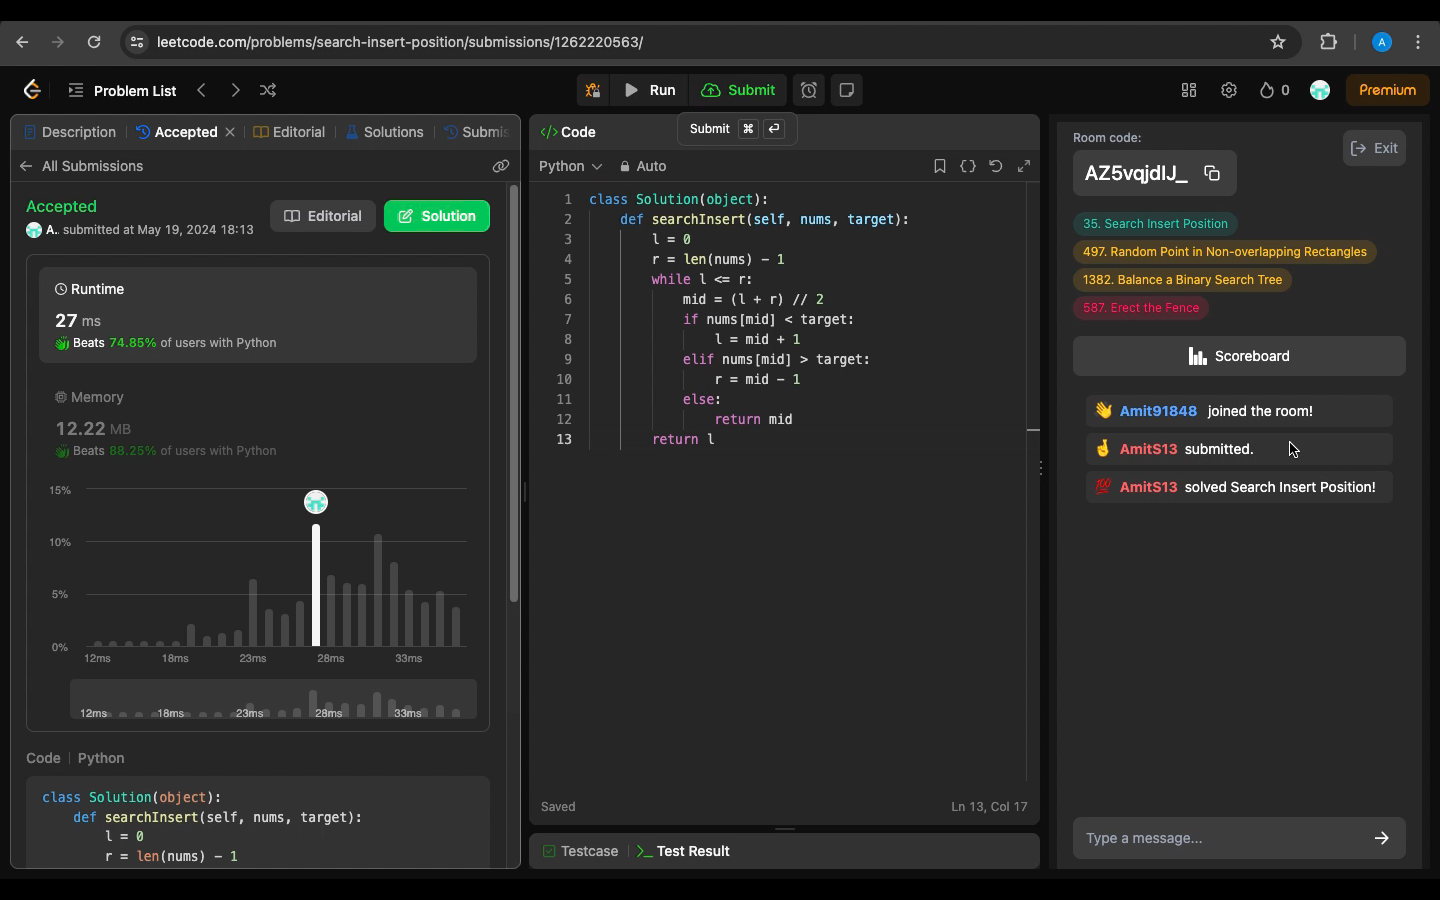 leetcode.com/problems/search-insert-position/submissions/1262220563/
A
Problem List
Run
Submit
0
Premium
Description
Accepted
Editorial
Solutions
Submis
Code
Submit ⌘ ⏎
All Submissions
Python
Auto
Accepted
A. submitted at May 19, 2024 18:13
Editorial
Solution
Runtime
27 ms
Beats 74.85% of users with Python
Memory
12.22 MB
Beats 88.25% of users with Python
15%
10%
5%
0%
12ms 18ms 23ms 28ms 33ms
12ms 18ms 23ms 28ms 33ms
Code | Python
class Solution(object):
def searchInsert(self, nums, target):
l = 0
r = len(nums) - 1
1 class Solution(object):
2 def searchInsert(self, nums, target):
3 l = 0
4 r = len(nums) - 1
5 while l <= r:
6 mid = (l + r) // 2
7 if nums[mid] < target:
8 l = mid + 1
9 elif nums[mid] > target:
10 r = mid - 1
11 else:
12 return mid
13 return l
Saved
Ln 13, Col 17
Testcase
Test Result
Room code:
AZ5vqjdIJ_
Exit
35. Search Insert Position
497. Random Point in Non-overlapping Rectangles
1382. Balance a Binary Search Tree
587. Erect the Fence
Scoreboard
👋 Amit91848 joined the room!
🤞 AmitS13 submitted.
💯 AmitS13 solved Search Insert Position!
Type a message...